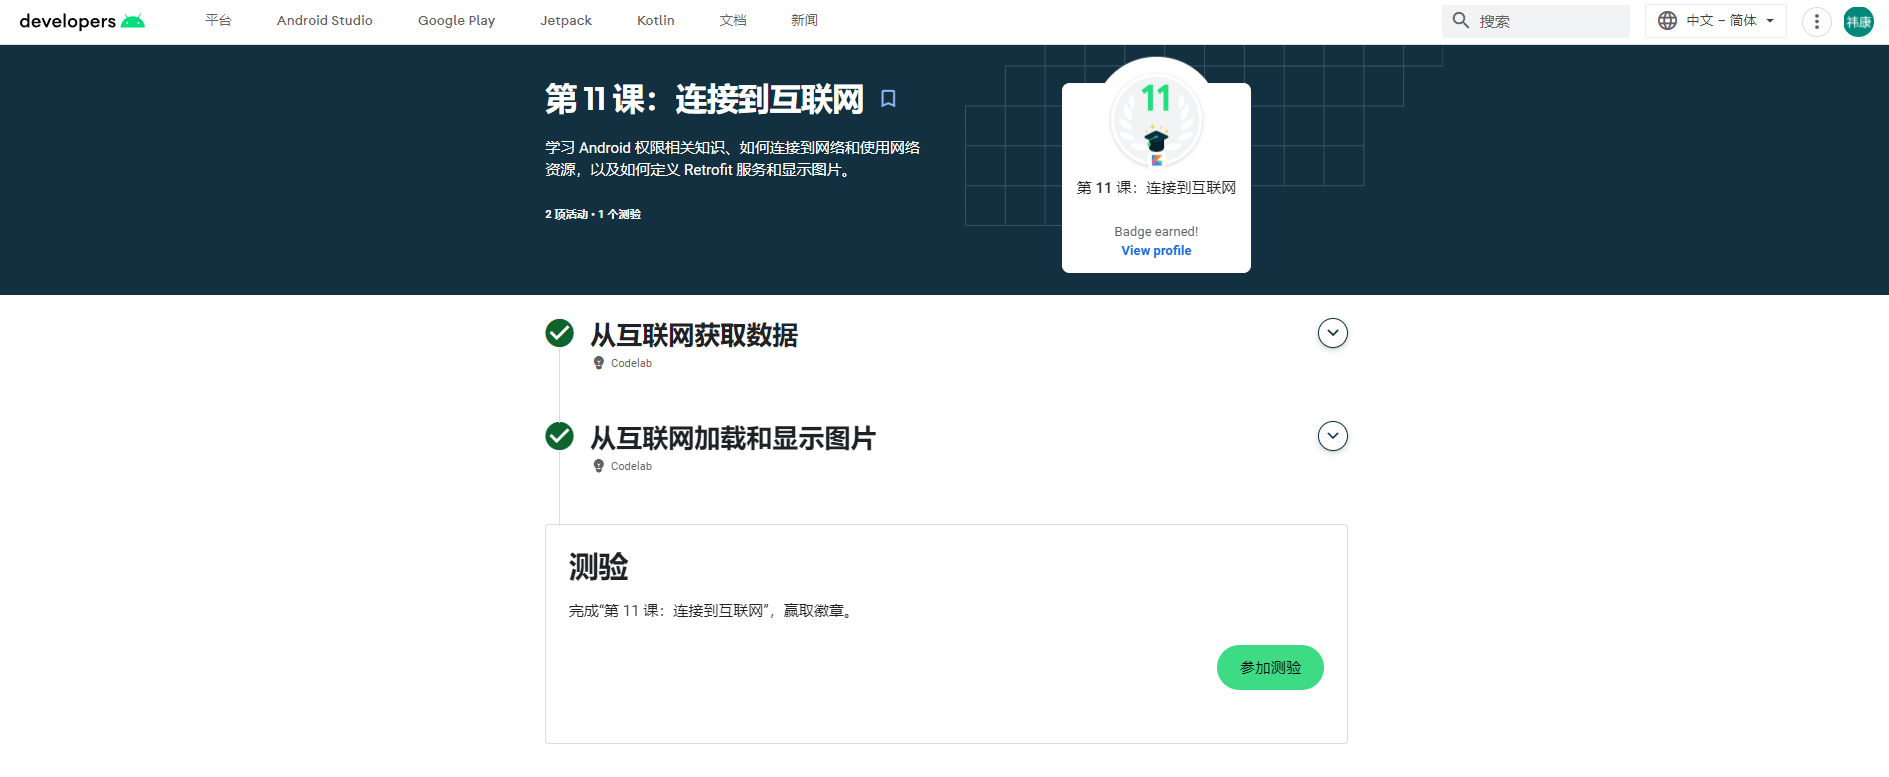 developers 平台 Android Studio Google Play Jetpack Kotlin 文档 新闻 搜索 中文 – 简体 祎康
第 11 课：连接到互联网
学习 Android 权限相关知识、如何连接到网络和使用网络
资源，以及如何定义 Retrofit 服务和显示图片。
2 项活动 • 1 个测验
11
第 11 课：连接到互联网
Badge earned!
View profile
从互联网获取数据
Codelab
从互联网加载和显示图片
Codelab
测验
完成“第 11 课：连接到互联网”，赢取徽章。
参加测验